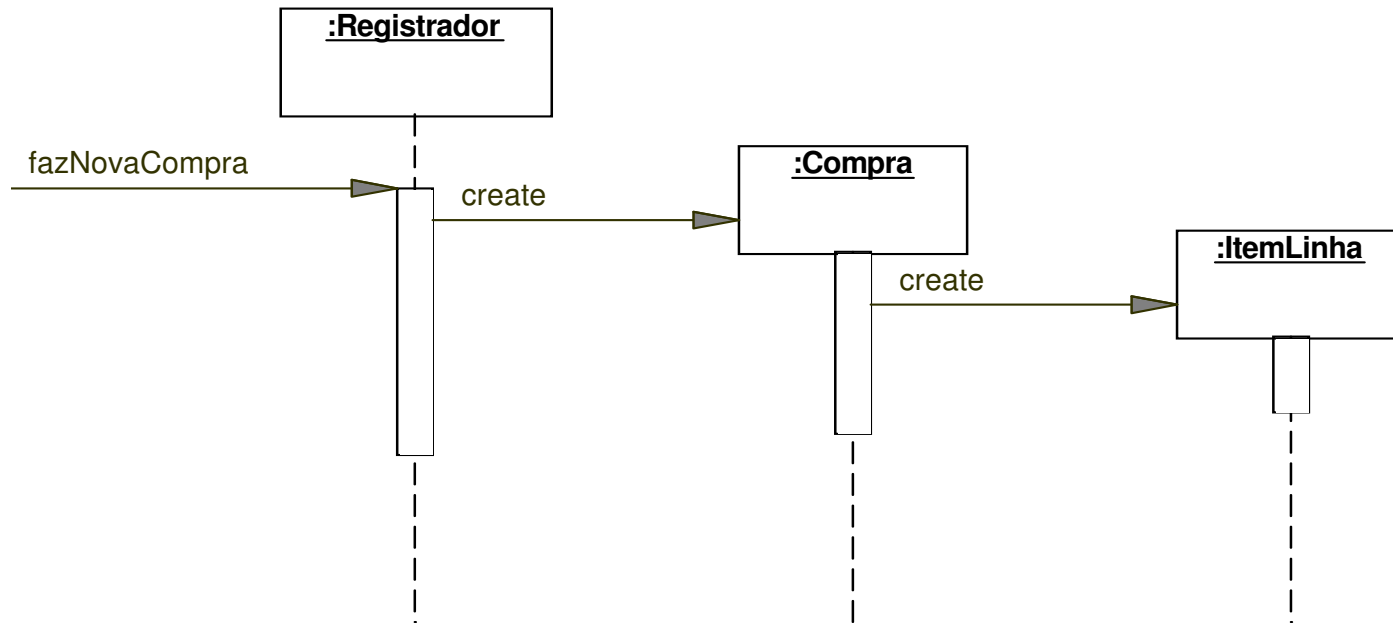 :Registrador
fazNovaCompra
:Compra
create
:ItemLinha
create